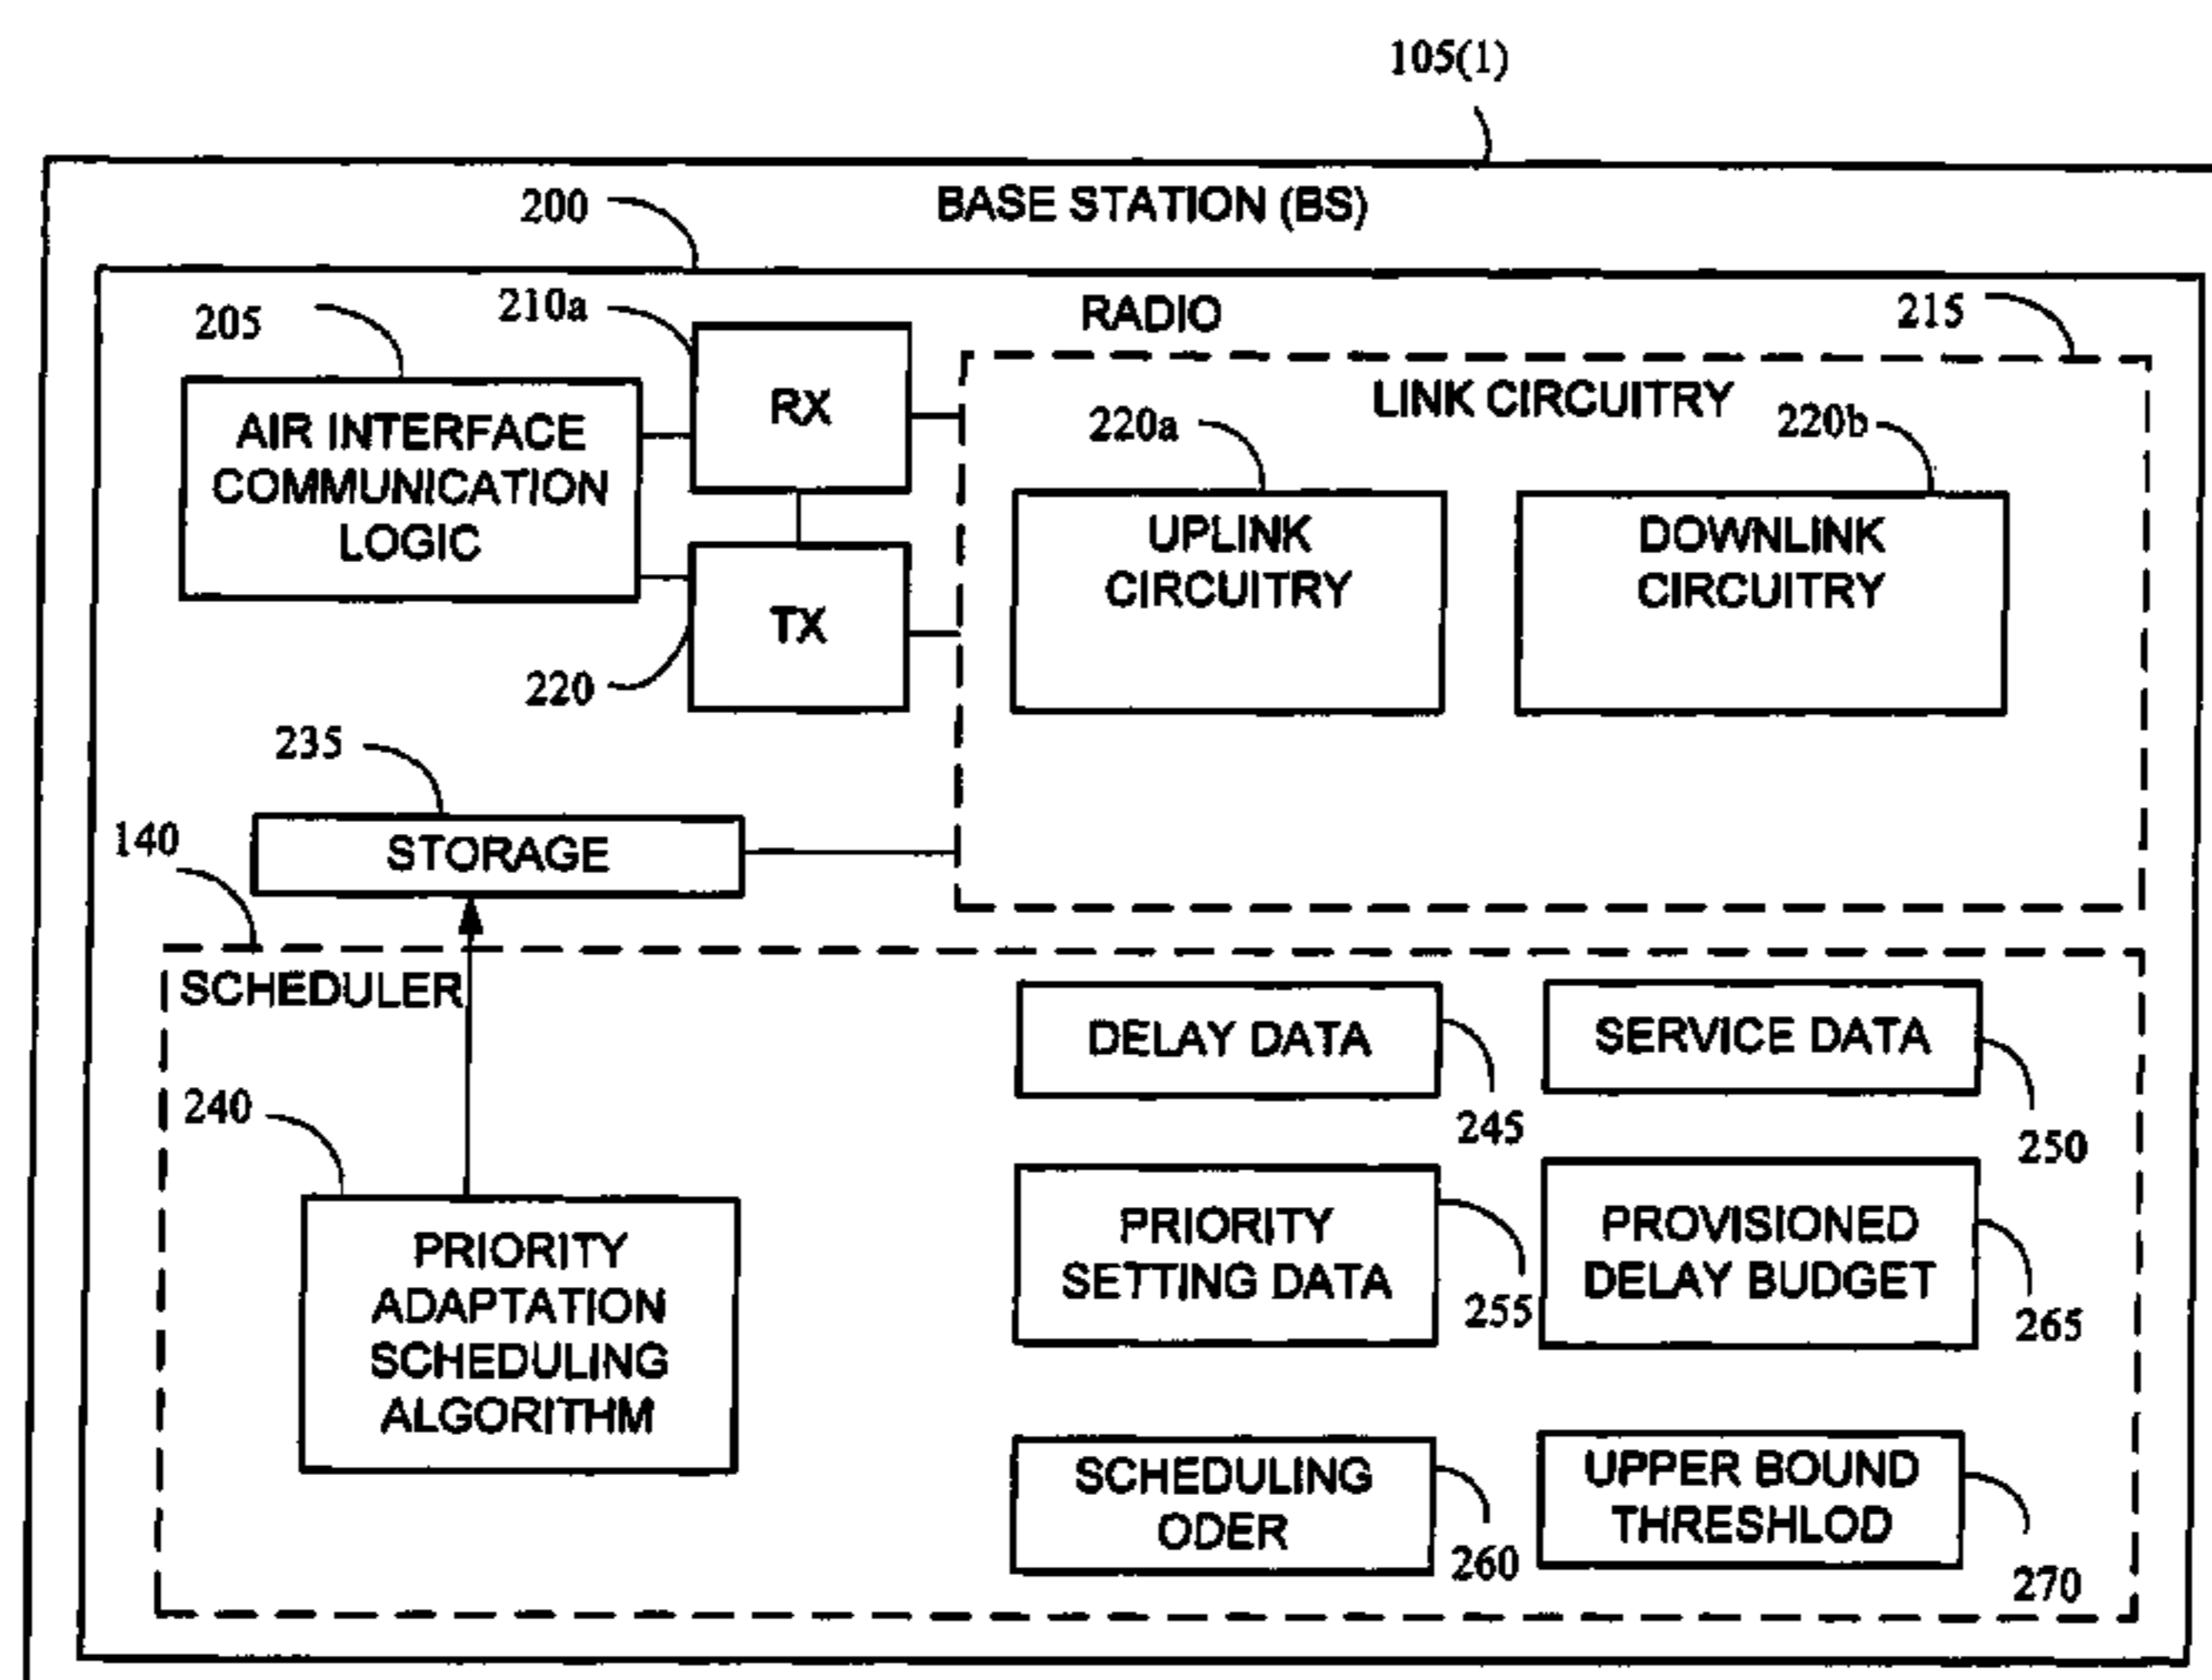 105(1)
BASE STATION (BS)
200
RADIO
205
210a
215
RX
LINK CIRCUITRY
AIR INTERFACE
COMMUNICATION
LOGIC
220a
220b
UPLINK
CIRCUITRY
DOWNLINK
CIRCUITRY
TX
220
235
STORAGE
140
SCHEDULER
DELAY DATA
SERVICE DATA
245
250
240
PRIORITY
ADAPTATION
SCHEDULING
ALGORITHM
PRIORITY
SETTING DATA
255
PROVISIONED
DELAY BUDGET
265
SCHEDULING
ODER
260
UPPER BOUND
THRESHLOD
270